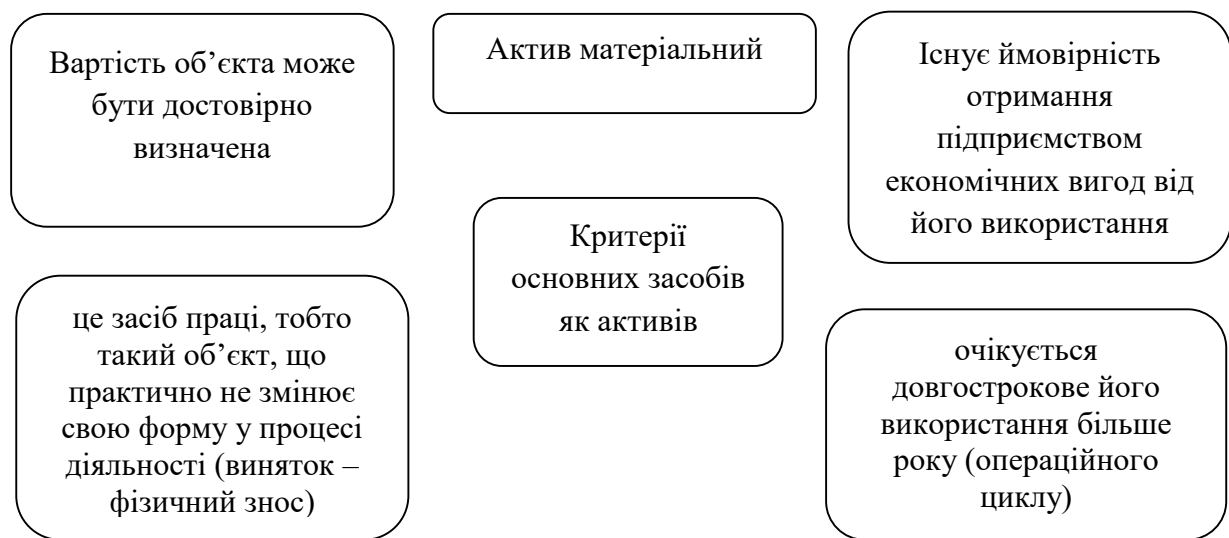 Вартість об’єкта може
бути достовірно
визначена
Актив матеріальний
Існує ймовірність
отримання
підприємством
економічних вигод від
його використання
Критерії
основних засобів
як активів
це засіб праці, тобто
такий об’єкт, що
практично не змінює
свою форму у процесі
діяльності (виняток –
фізичний знос)
очікується
довгострокове його
використання більше
року (операційного
циклу)